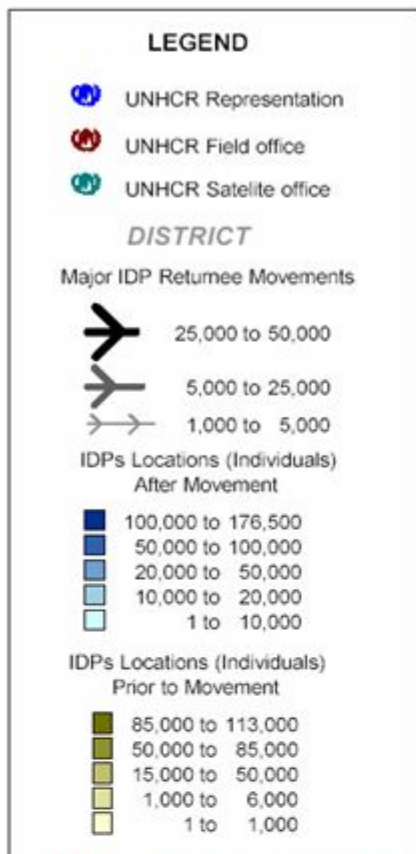 LEGEND
UNHCR Representation
UNHCR Field office
UNHCR Satelite office
DISTRICT
Major IDP Returnee Movements
25,000 to 50,000
5,000 to 25,000
1,000 to 5,000
IDPs Locations (Individuals)
After Movement
100,000 to 176,500
50,000 to 100,000
20,000 to 50,000
10,000 to 20,000
1 to 10,000
IDPs Locations (Individuals)
Prior to Movement
85,000 to 113,000
50,000 to 85,000
15,000 to 50,000
1,000 to 6,000
1 to 1,000